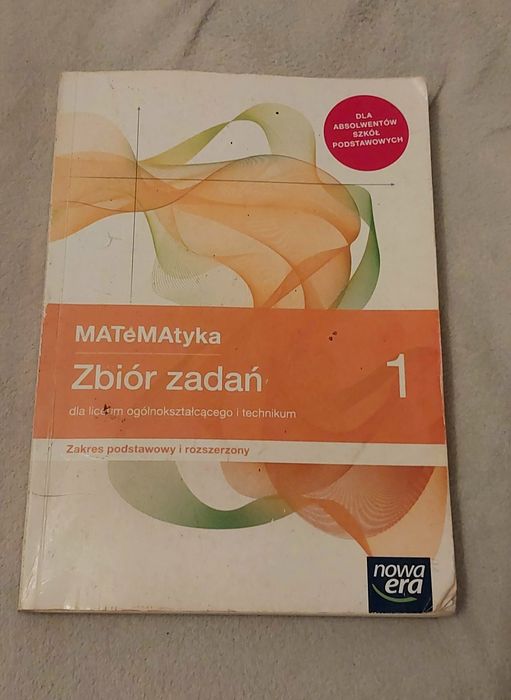 DLA
ABSOLWENTÓW
SZKÓŁ
PODSTAWOWYCH
MATeMAtyka
Zbiór zadań
1
dla liceum ogólnokształcącego i technikum
Zakres podstawowy i rozszerzony
nowa
era